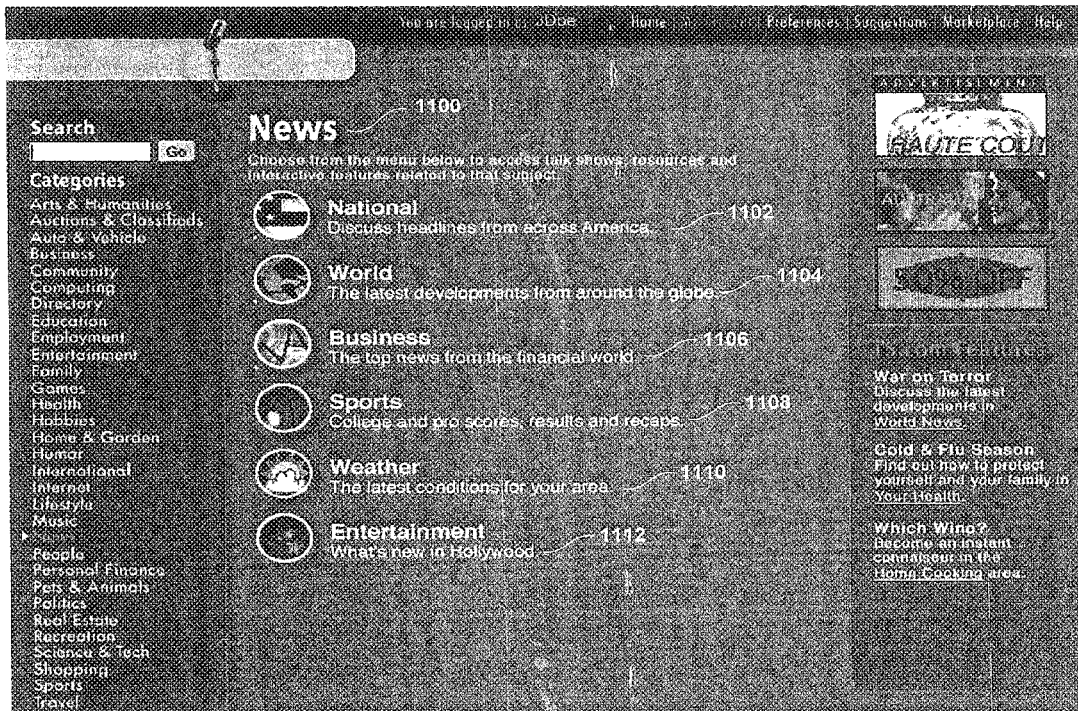 You are logged in as JDoe Home Preferences | Suggestions | Marketplace Help
Search
Go
Categories
Arts & Humanities
Auctions & Classifieds
Auto & Vehicle
Business
Community
Computing
Directory
Education
Employment
Entertainment
Family
Games
Health
Hobbies
Home & Garden
Humor
International
Internet
Lifestyle
Music
News
People
Personal Finance
Pets & Animals
Politics
Real Estate
Recreation
Science & Tech
Shopping
Sports
Travel
News 1100
Choose from the menu below to access talk shows, resources and
interactive features related to that subject.
National
Discuss headlines from across America. 1102
World
The latest developments from around the globe. 1104
Business
The top news from the financial world 1106
Sports
College and pro scores, results and recaps. 1108
Weather
The latest conditions for your area. 1110
Entertainment
What's new in Hollywood 1112
ADVERTISEMENT
HAUTE COUT
War on Terror
Discuss the latest
developments in
World News.
Cold & Flu Season
Find out how to protect
yourself and your family in
Your Health.
Which Wine?
Become an instant
connaiseur in the
Home Cooking area.